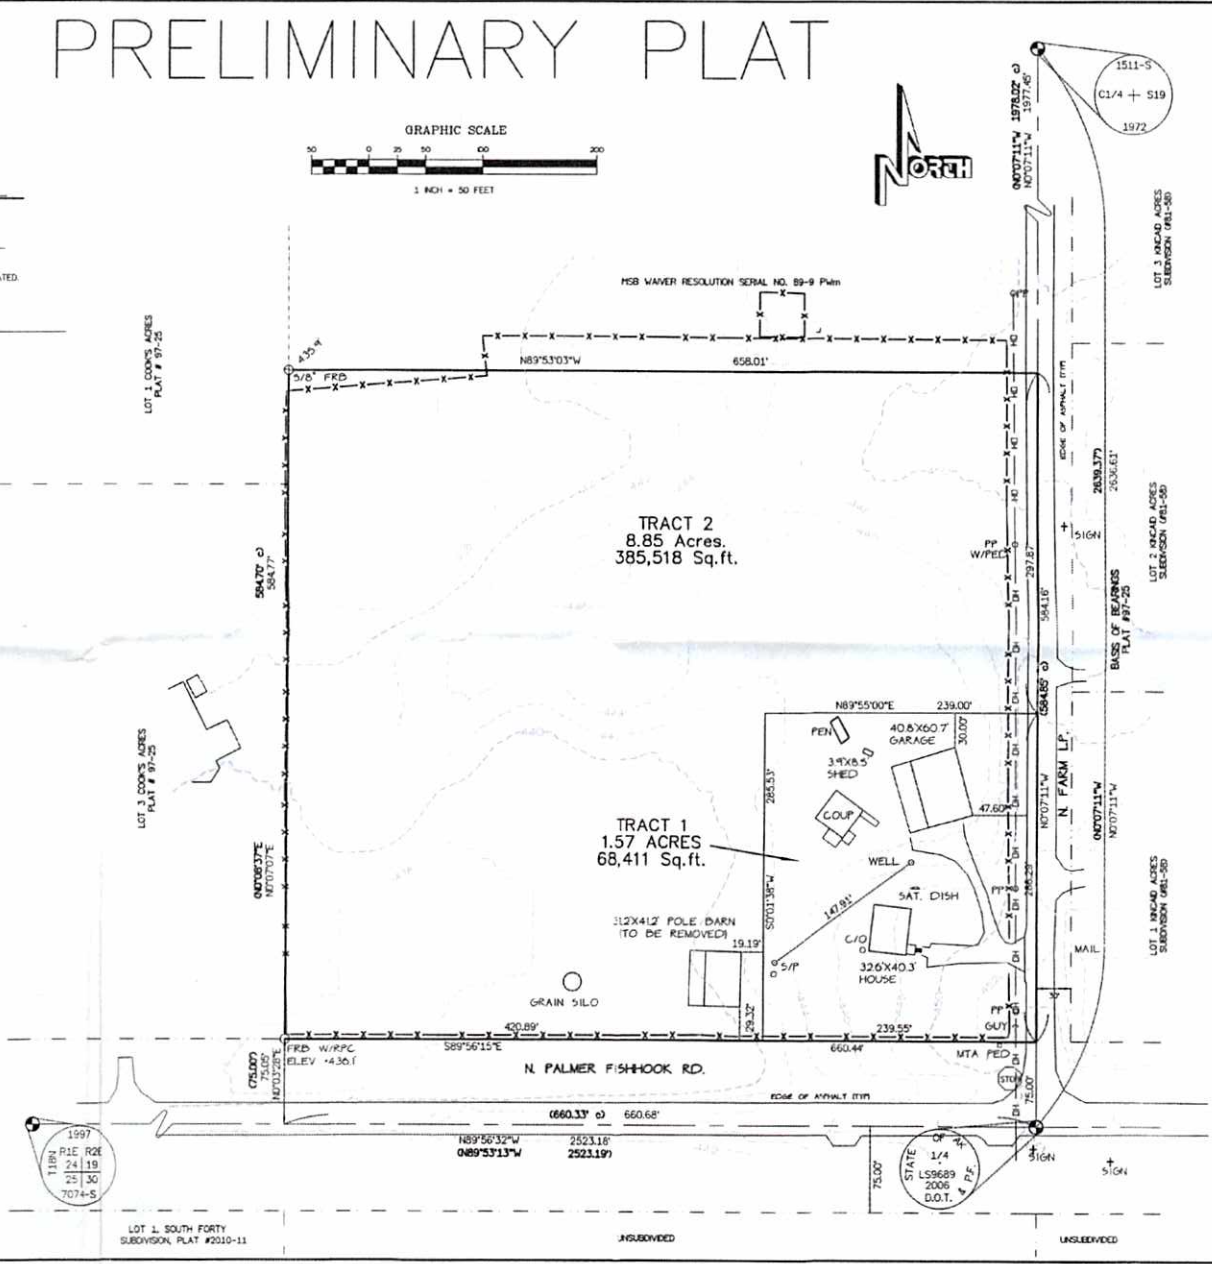 PRELIMINARY PLAT
GRAPHIC SCALE
50 0 25 50 100 200
1 INCH = 50 FEET
NORTH
1511-S
C1/4 + S19
1972
(N0°07'11"W 1978.02' c)
N0°07'11"W 1977.45'
LOT 3 KINCAD ACRES
SUBDIVISION (#81-58)
MSB WAIVER RESOLUTION SERIAL NO. 89-9 PWm
435.4'
5/8" FRB
N89°53'03"W 658.01'
LOT 1 COOK'S ACRES
PLAT # 97-25
EDGE OF ASPHALT (TYP)
TRACT 2
8.85 Acres.
385,518 Sq.ft.
PP
W/PED
SIGN
297.87'
584.16'
(584.85' c)
(2639.37')
2636.61'
LOT 2 KINCAD ACRES
SUBDIVISION (#81-58)
BASIS OF BEARINGS
PLAT #97-25
(584.70' c)
584.77'
(N0°08'37"E
N0°07'07"E
LOT 3 COOK'S ACRES
PLAT # 97-25
N89°55'00"E 239.00'
PEN
40.8'X60.7'
GARAGE
30.00'
3.9'X8.5'
SHED
COUP
47.60'
285.53'
S0°01'38"W
TRACT 1
1.57 ACRES
68,411 Sq.ft.
WELL
147.91'
SAT. DISH
PP
286.29'
N0°07'11"W
N. FARM LP.
(N0°07'11"W
N0°07'11"W
LOT 1 KINCAD ACRES
SUBDIVISION (#81-58)
31.2'X41.2' POLE BARN
(TO BE REMOVED)
19.19'
S/P
C/O
32.6'X40.3'
HOUSE
MAIL
30'
GRAIN SILO
29.32'
PP
GUY
420.89'
239.55'
S89°56'15"E 660.44'
FRB W/RPC
ELEV =436.1'
MTA PED
STOP
N. PALMER FISHHOOK RD.
(75.00')
75.05'
N0°03'28"E
75.00'
EDGE OF ASPHALT (TYP)
(660.33' c) 660.68'
N89°56'32"W 2523.18'
(N89°53'13"W 2523.19')
1997
T18N R1E R2E
24 19
25 30
7074-S
75.00'
STATE OF AK
1/4
LS9689
2006
D.O.T. & P.F.
SIGN
SIGN
LOT 1, SOUTH FORTY
SUBDIVISION, PLAT #2010-11
UNSUBDIVIDED
UNSUBDIVIDED